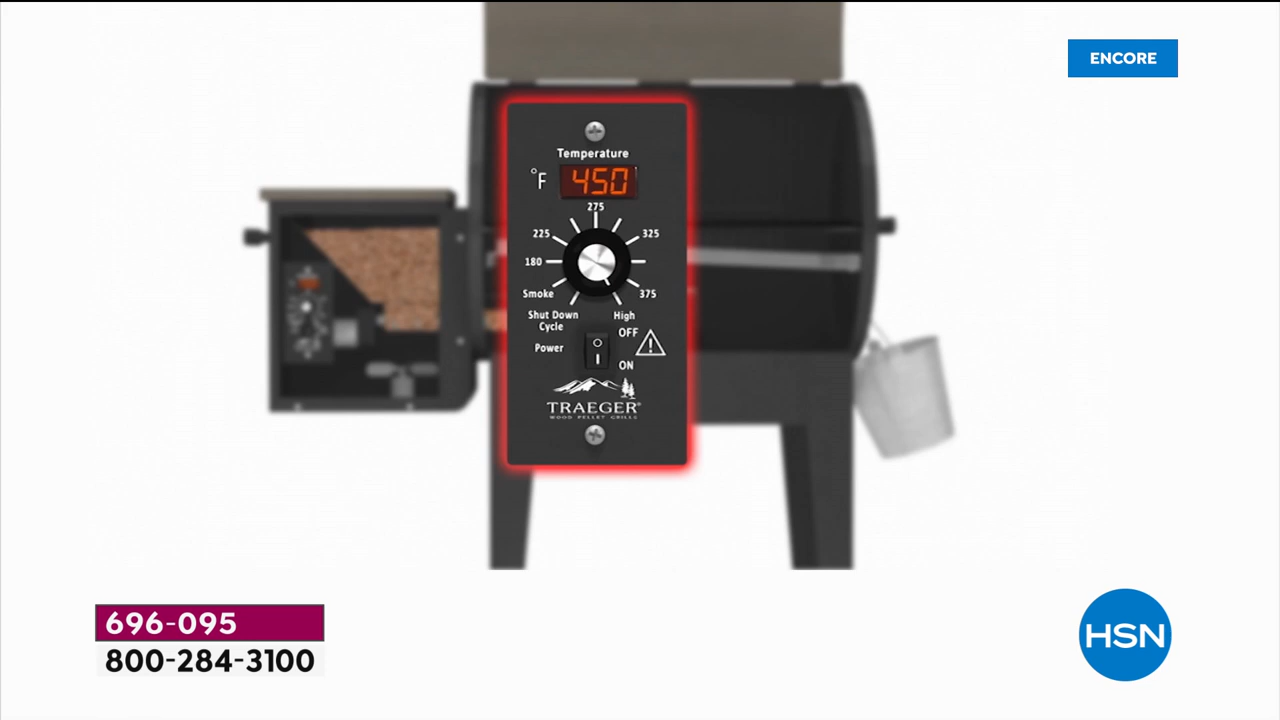 ENCORE
Temperature
°F 450
275
225 325
180
Smoke 375
Shut Down Cycle High
OFF
Power
ON
TRAEGER®
WOOD PELLET GRILLS
696-095
800-284-3100
HSN